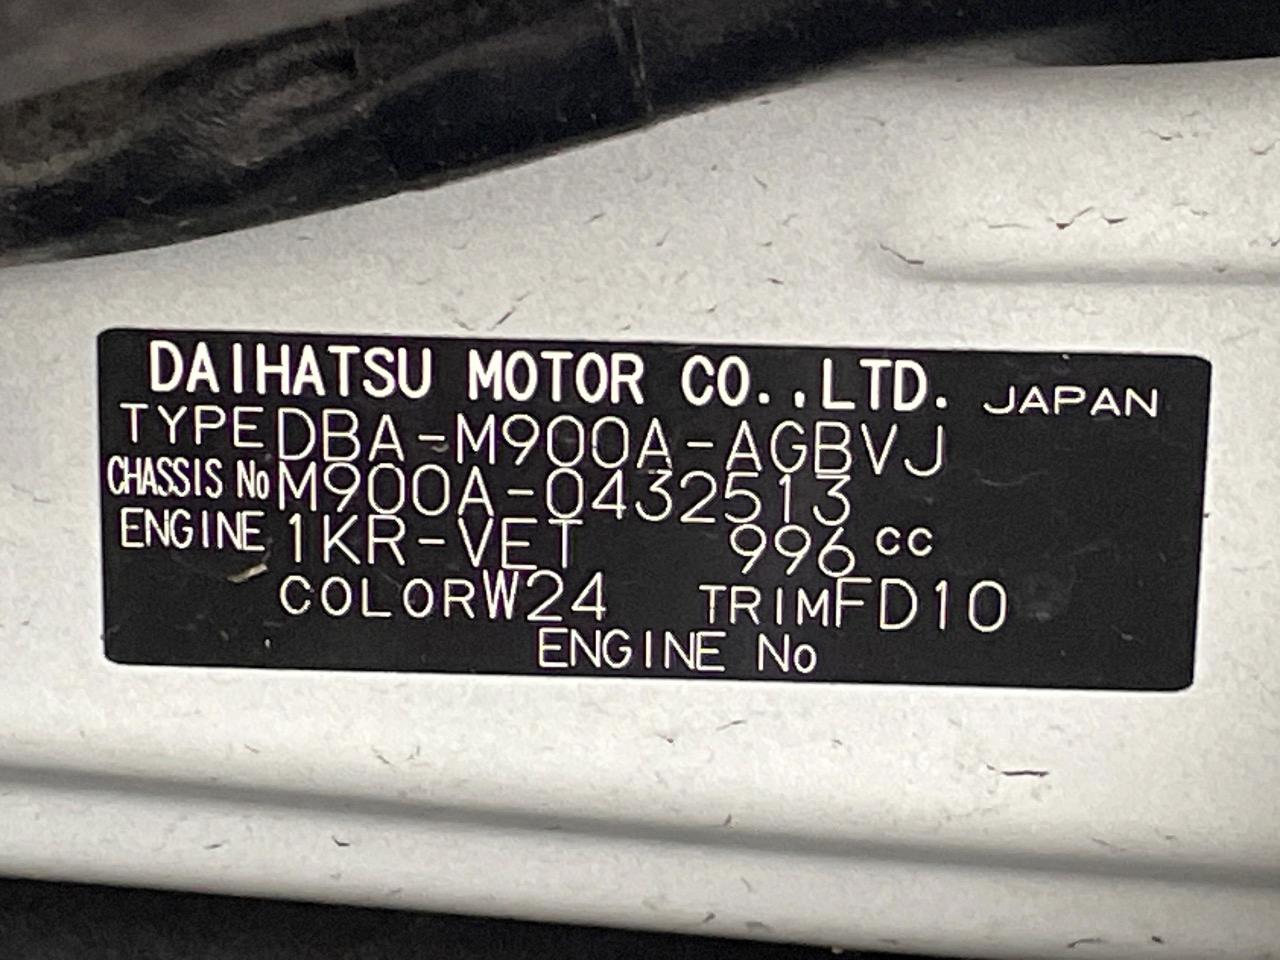 DAIHATSU MOTOR CO.,LTD. JAPAN
TYPE DBA-M900A-AGBVJ
CHASSIS No M900A-0432513
ENGINE 1KR-VET 996 cc
COLOR W24 TRIM FD10
ENGINE No